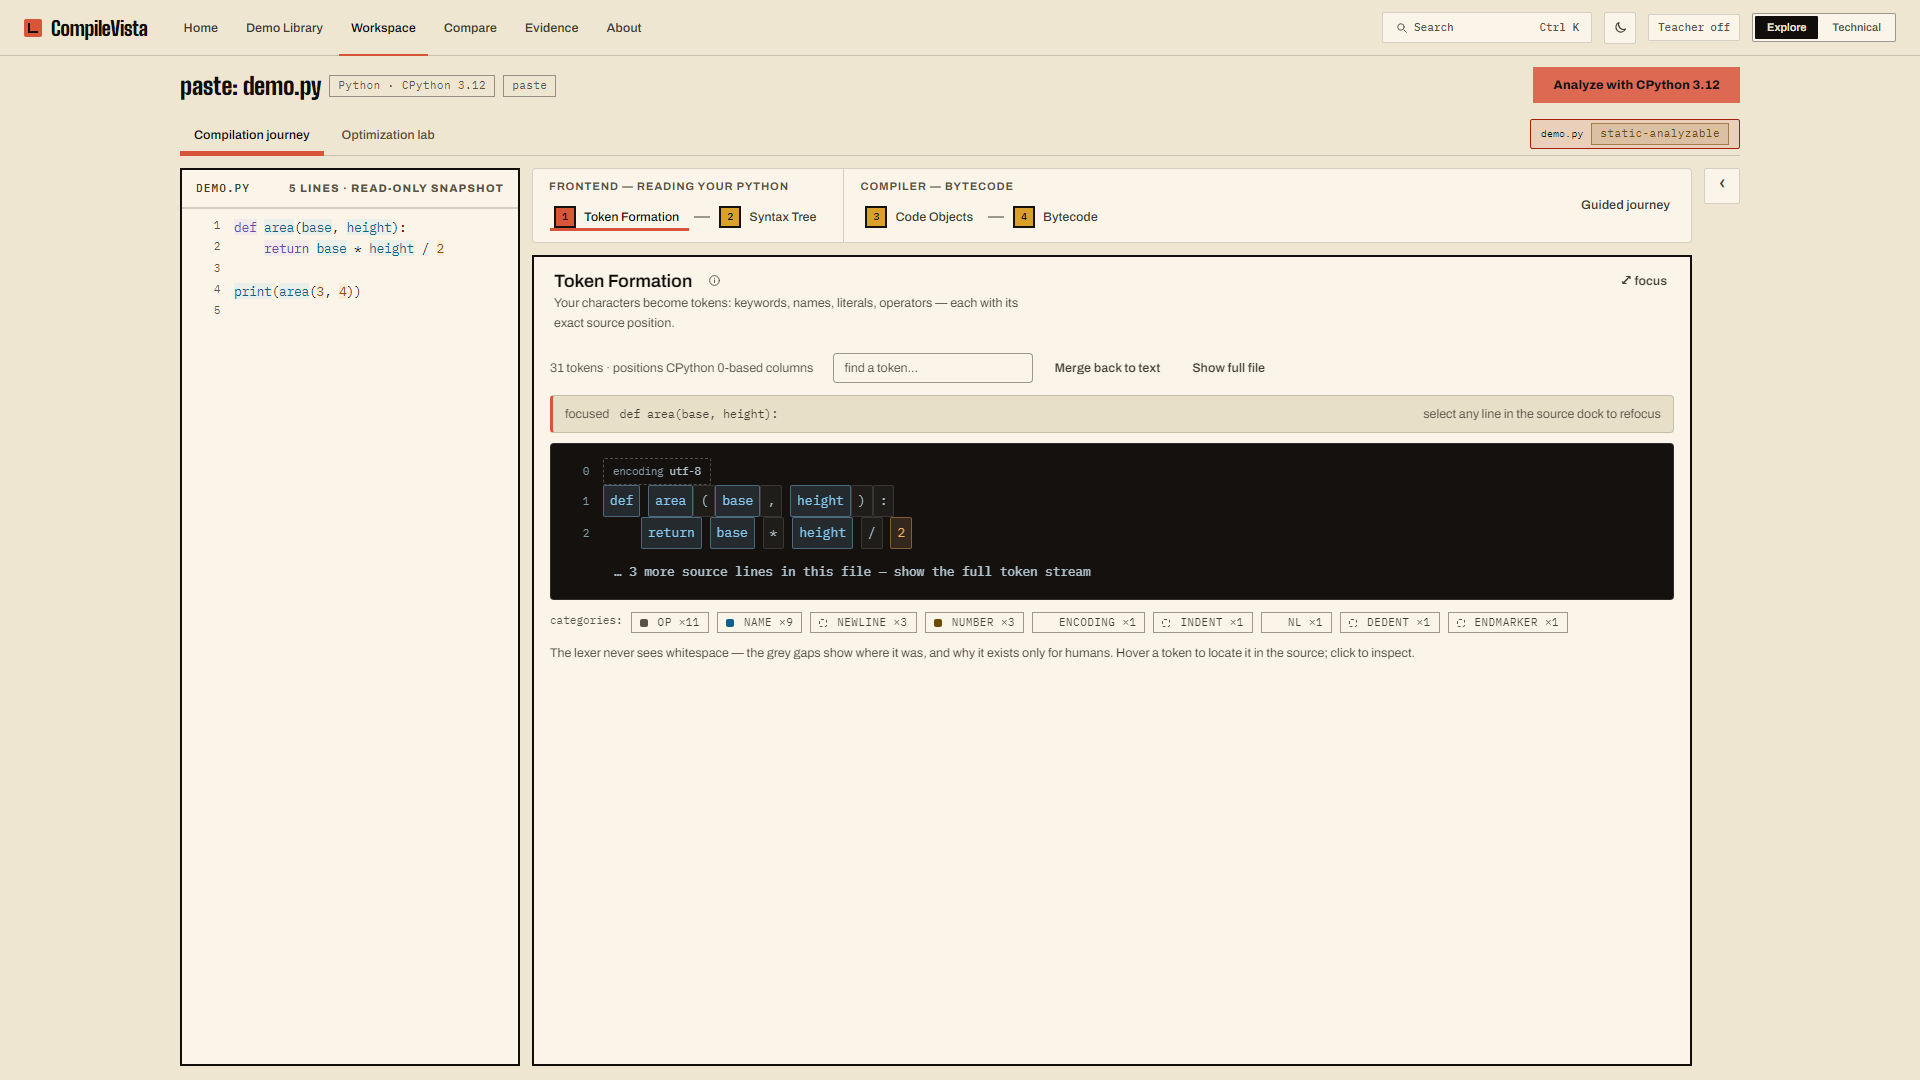 CompileVista Home Demo Library Workspace Compare Evidence About Search Ctrl K Teacher off Explore Technical
paste: demo.py Python · CPython 3.12 paste Analyze with CPython 3.12
Compilation journey Optimization lab demo.py static-analyzable
DEMO.PY 5 LINES · READ-ONLY SNAPSHOT
1 def area(base, height):
2 return base * height / 2
3
4 print(area(3, 4))
5
FRONTEND — READING YOUR PYTHON
1 Token Formation — 2 Syntax Tree
COMPILER — BYTECODE
3 Code Objects — 4 Bytecode
Guided journey
Token Formation focus
Your characters become tokens: keywords, names, literals, operators — each with its
exact source position.
31 tokens · positions CPython 0-based columns find a token... Merge back to text Show full file
focused def area(base, height): select any line in the source dock to refocus
0 encoding utf-8
1 def area ( base , height ) :
2 return base * height / 2
… 3 more source lines in this file — show the full token stream
categories: OP ×11 NAME ×9 NEWLINE ×3 NUMBER ×3 ENCODING ×1 INDENT ×1 NL ×1 DEDENT ×1 ENDMARKER ×1
The lexer never sees whitespace — the grey gaps show where it was, and why it exists only for humans. Hover a token to locate it in the source; click to inspect.